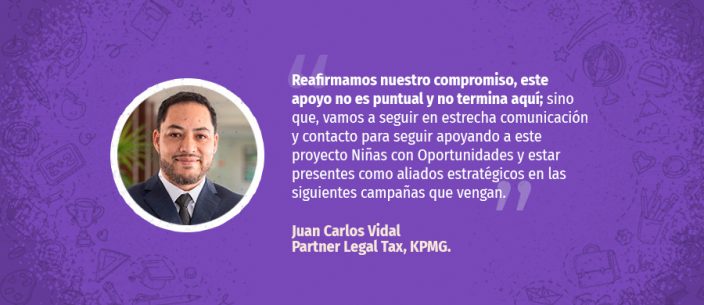 Reafirmamos nuestro compromiso, este
apoyo no es puntual y no termina aquí; sino
que, vamos a seguir en estrecha comunicación
y contacto para seguir apoyando a este
proyecto Niñas con Oportunidades y estar
presentes como aliados estratégicos en las
siguientes campañas que vengan.
Juan Carlos Vidal
Partner Legal Tax, KPMG.